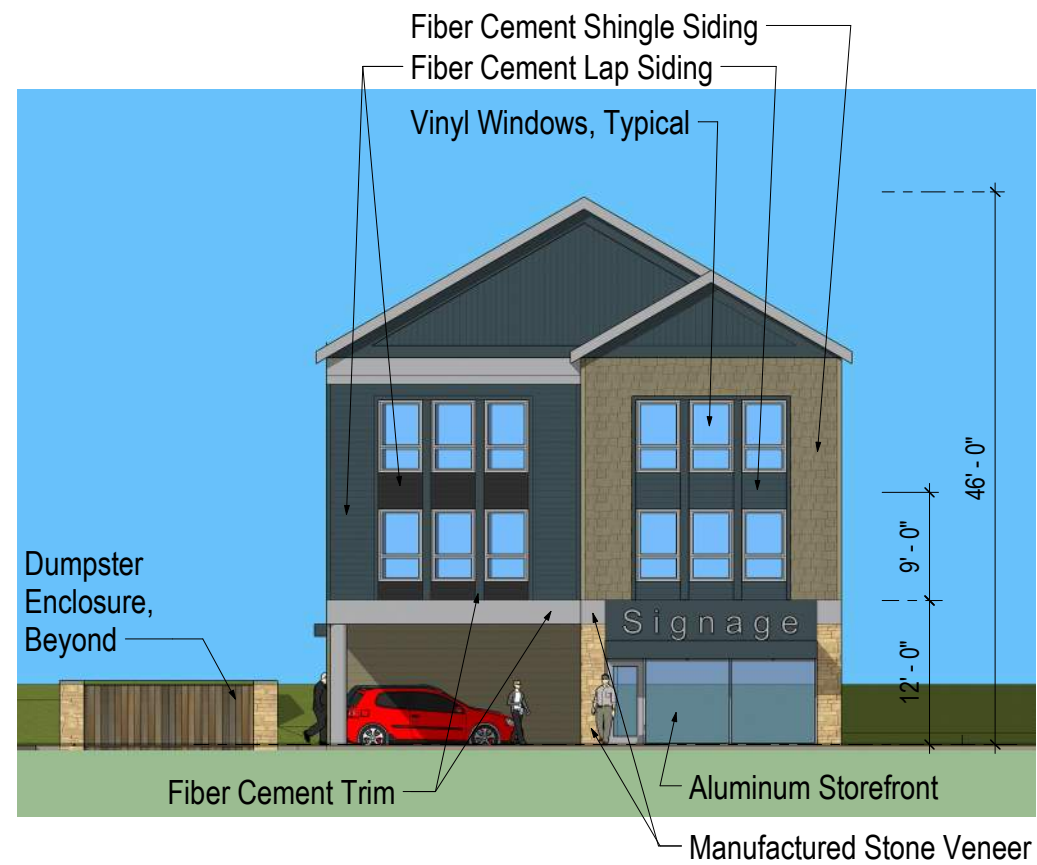 Fiber Cement Shingle Siding
Fiber Cement Lap Siding
Vinyl Windows, Typical
46' - 0"
9' - 0"
Dumpster
Enclosure,
Beyond
Signage
12' - 0"
Fiber Cement Trim
Aluminum Storefront
Manufactured Stone Veneer